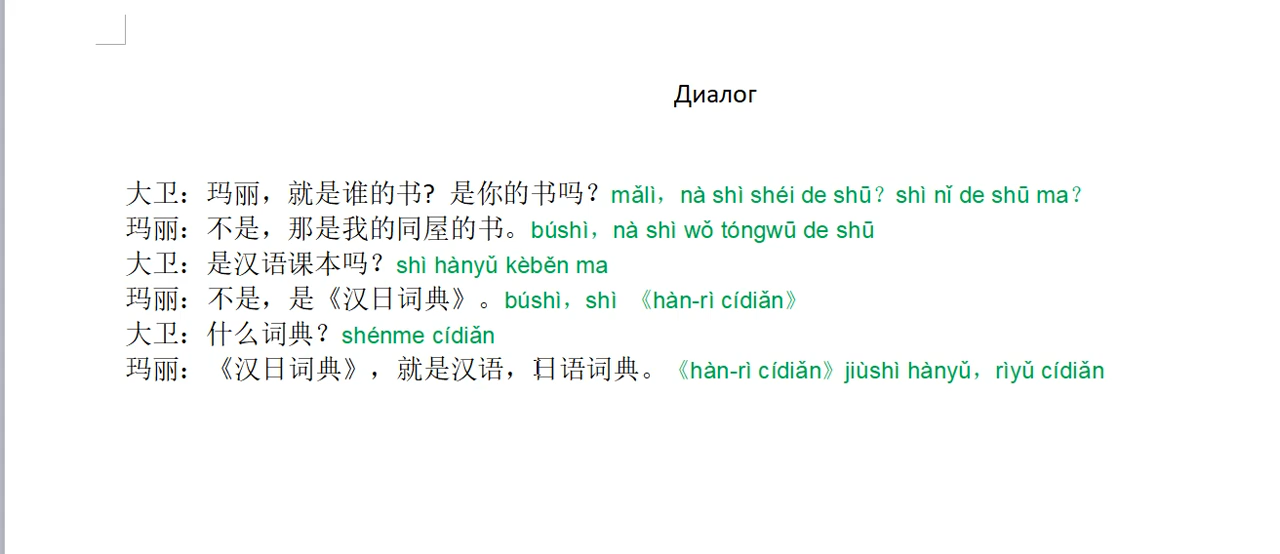 Диалог
大卫：玛丽，就是谁的书? 是你的书吗？mǎlì，nà shì shéi de shū？shì nǐ de shū ma？
玛丽：不是，那是我的同屋的书。búshì，nà shì wǒ tóngwū de shū
大卫：是汉语课本吗？shì hànyǔ kèběn ma
玛丽：不是，是《汉日词典》。búshì，shì 《hàn-rì cídiǎn》
大卫：什么词典？shénme cídiǎn
玛丽：《汉日词典》，就是汉语，日语词典。《hàn-rì cídiǎn》jiùshì hànyǔ，rìyǔ cídiǎn